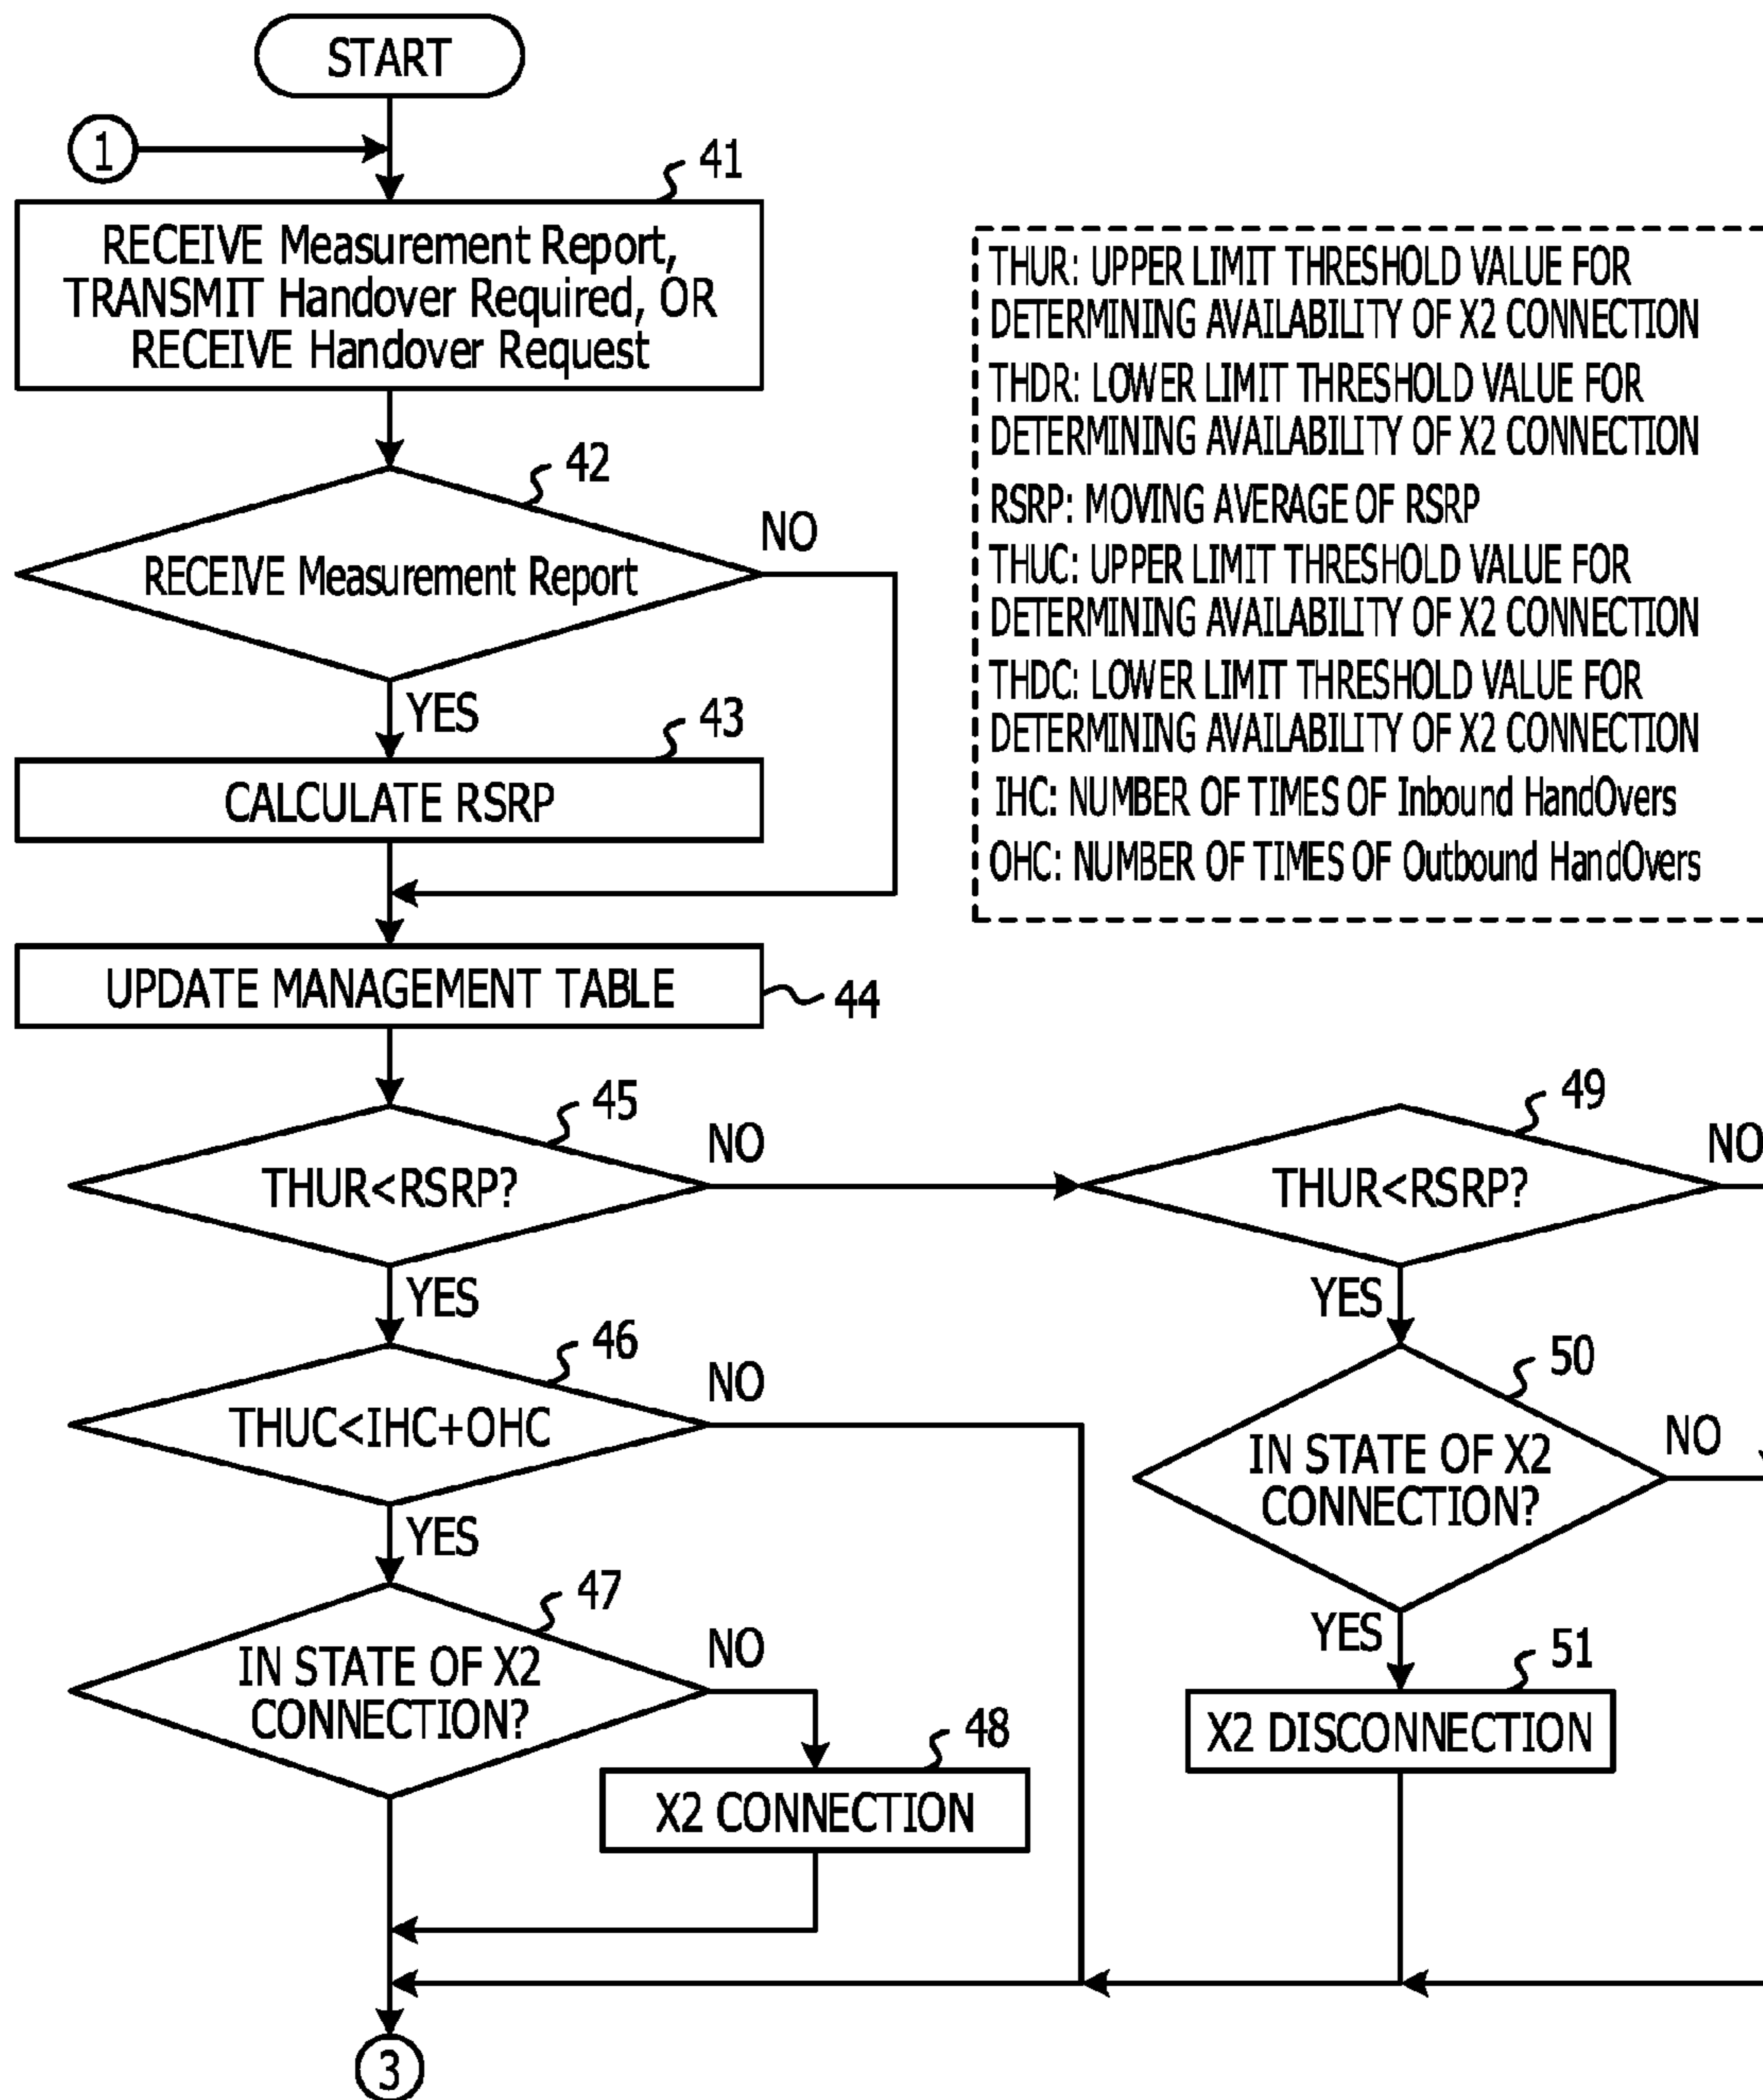 START
1
41
RECEIVE Measurement Report,
TRANSMIT Handover Required, OR
RECEIVE Handover Request
42
RECEIVE Measurement Report
NO
YES
43
CALCULATE RSRP
UPDATE MANAGEMENT TABLE
44
THUR: UPPER LIMIT THRESHOLD VALUE FOR
DETERMINING AVAILABILITY OF X2 CONNECTION
THDR: LOWER LIMIT THRESHOLD VALUE FOR
DETERMINING AVAILABILITY OF X2 CONNECTION
RSRP: MOVING AVERAGE OF RSRP
THUC: UPPER LIMIT THRESHOLD VALUE FOR
DETERMINING AVAILABILITY OF X2 CONNECTION
THDC: LOWER LIMIT THRESHOLD VALUE FOR
DETERMINING AVAILABILITY OF X2 CONNECTION
IHC: NUMBER OF TIMES OF Inbound HandOvers
OHC: NUMBER OF TIMES OF Outbound HandOvers
45
THUR<RSRP?
NO
YES
46
THUC<IHC+OHC
NO
YES
47
IN STATE OF X2
CONNECTION?
NO
48
X2 CONNECTION
49
THUR<RSRP?
NO
YES
50
IN STATE OF X2
CONNECTION?
NO
YES
51
X2 DISCONNECTION
3